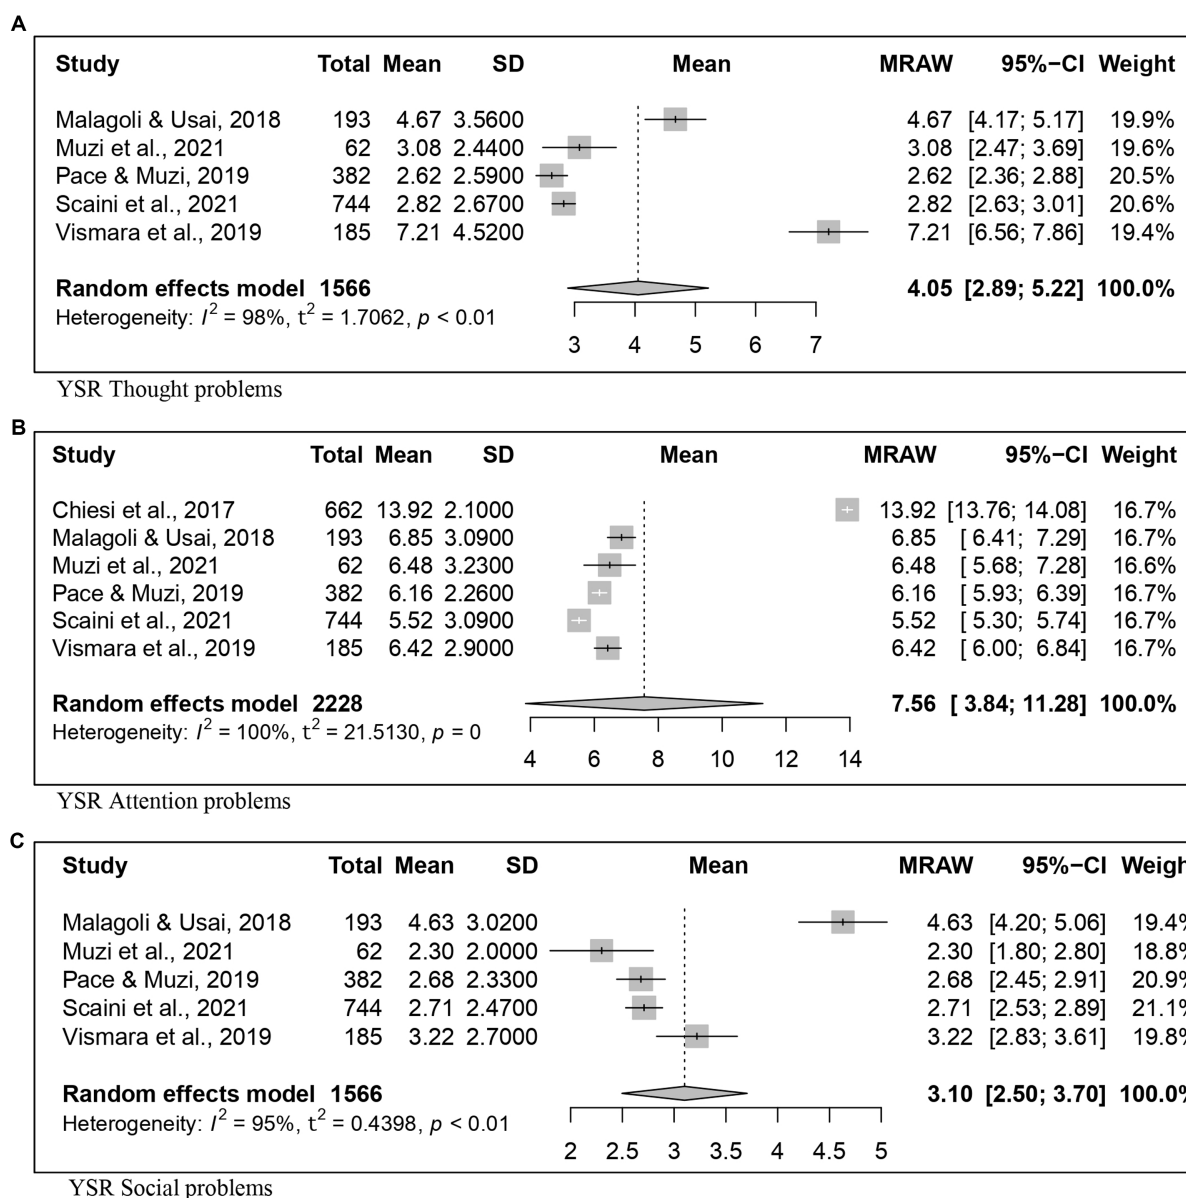 A
Study Total Mean SD Mean MRAW 95%−CI Weight
Malagoli & Usai, 2018 193 4.67 3.5600 4.67 [4.17; 5.17] 19.9%
Muzi et al., 2021 62 3.08 2.4400 3.08 [2.47; 3.69] 19.6%
Pace & Muzi, 2019 382 2.62 2.5900 2.62 [2.36; 2.88] 20.5%
Scaini et al., 2021 744 2.82 2.6700 2.82 [2.63; 3.01] 20.6%
Vismara et al., 2019 185 7.21 4.5200 7.21 [6.56; 7.86] 19.4%
Random effects model 1566 4.05 [2.89; 5.22] 100.0%
Heterogeneity: I² = 98%, t² = 1.7062, p < 0.01
3 4 5 6 7
YSR Thought problems
B
Study Total Mean SD Mean MRAW 95%−CI Weight
Chiesi et al., 2017 662 13.92 2.1000 13.92 [13.76; 14.08] 16.7%
Malagoli & Usai, 2018 193 6.85 3.0900 6.85 [ 6.41; 7.29] 16.7%
Muzi et al., 2021 62 6.48 3.2300 6.48 [ 5.68; 7.28] 16.6%
Pace & Muzi, 2019 382 6.16 2.2600 6.16 [ 5.93; 6.39] 16.7%
Scaini et al., 2021 744 5.52 3.0900 5.52 [ 5.30; 5.74] 16.7%
Vismara et al., 2019 185 6.42 2.9000 6.42 [ 6.00; 6.84] 16.7%
Random effects model 2228 7.56 [ 3.84; 11.28] 100.0%
Heterogeneity: I² = 100%, t² = 21.5130, p = 0
4 6 8 10 12 14
YSR Attention problems
C
Study Total Mean SD Mean MRAW 95%−CI Weigh
Malagoli & Usai, 2018 193 4.63 3.0200 4.63 [4.20; 5.06] 19.4%
Muzi et al., 2021 62 2.30 2.0000 2.30 [1.80; 2.80] 18.8%
Pace & Muzi, 2019 382 2.68 2.3300 2.68 [2.45; 2.91] 20.9%
Scaini et al., 2021 744 2.71 2.4700 2.71 [2.53; 2.89] 21.1%
Vismara et al., 2019 185 3.22 2.7000 3.22 [2.83; 3.61] 19.8%
Random effects model 1566 3.10 [2.50; 3.70] 100.0%
Heterogeneity: I² = 95%, t² = 0.4398, p < 0.01
2 2.5 3 3.5 4 4.5 5
YSR Social problems